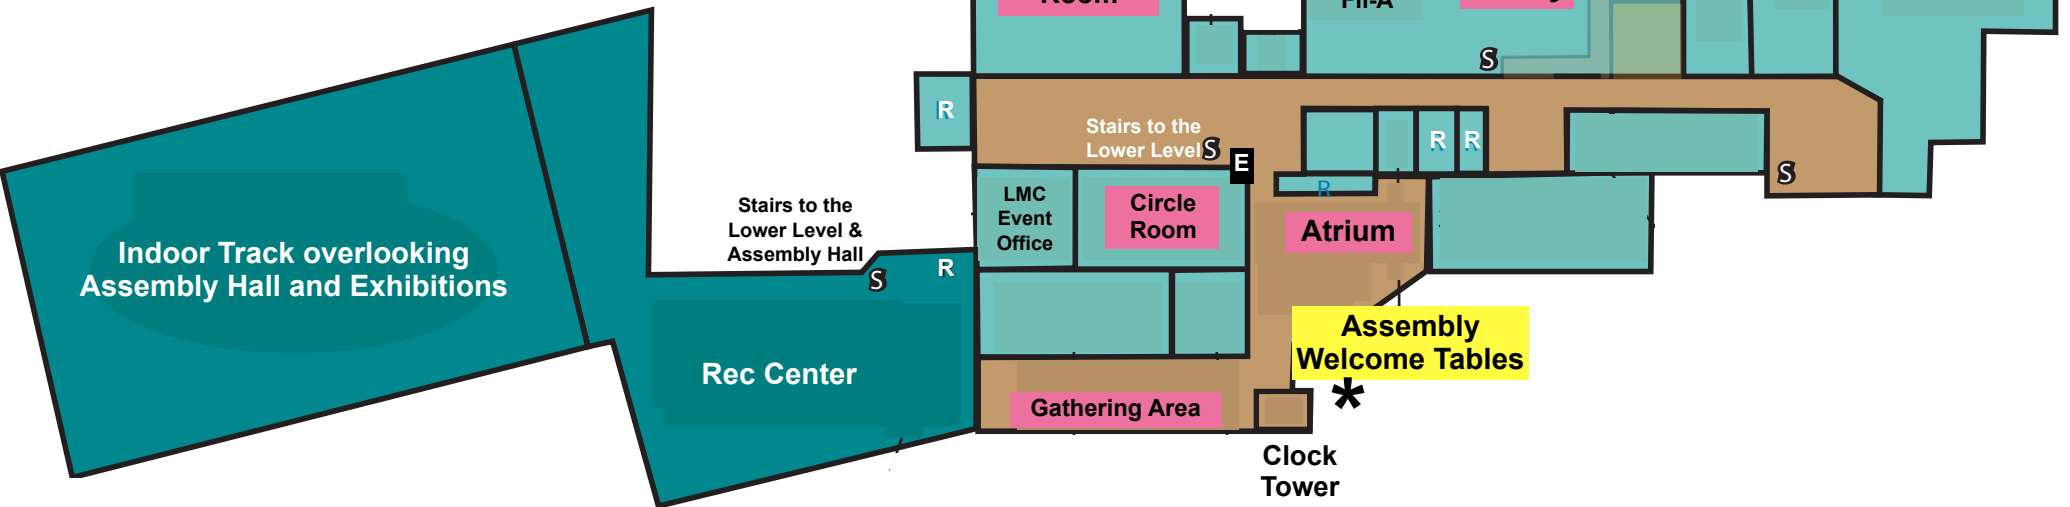 Room
Fil-A
S
R
Stairs to the
Lower Level S
E
R R
S
R
LMC
Event
Office
Circle
Room
Atrium
Stairs to the
Lower Level &
Assembly Hall
S
R
Indoor Track overlooking
Assembly Hall and Exhibitions
Assembly
Welcome Tables
*
Rec Center
Gathering Area
Clock
Tower